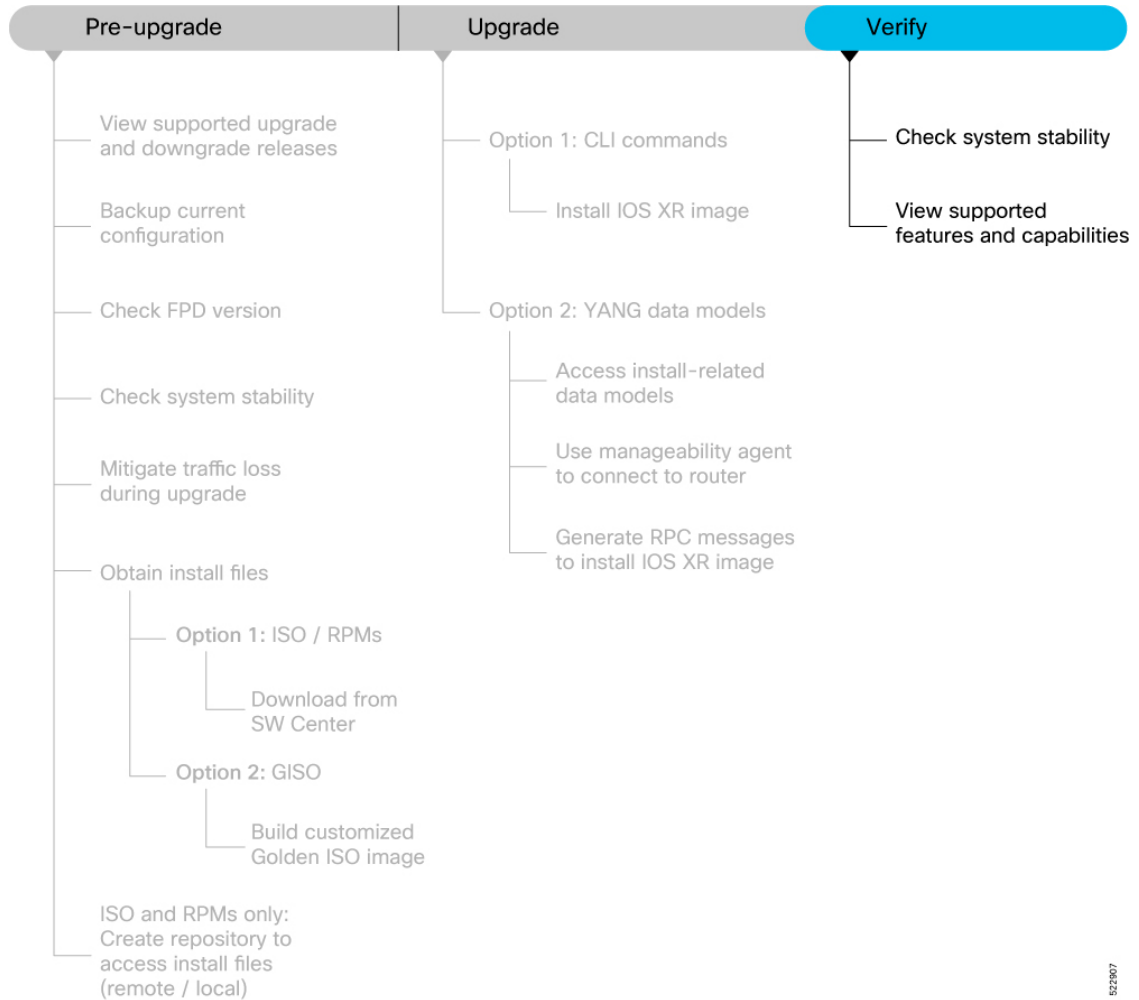 Pre-upgrade
Upgrade
Verify
View supported upgrade
and downgrade releases
Backup current
configuration
Check FPD version
Check system stability
Mitigate traffic loss
during upgrade
Obtain install files
Option 1: ISO / RPMs
Download from
SW Center
Option 2: GISO
Build customized
Golden ISO image
ISO and RPMs only:
Create repository to
access install files
(remote / local)
Option 1: CLI commands
Install IOS XR image
Option 2: YANG data models
Access install-related
data models
Use manageability agent
to connect to router
Generate RPC messages
to install IOS XR image
Check system stability
View supported
features and capabilities
522907